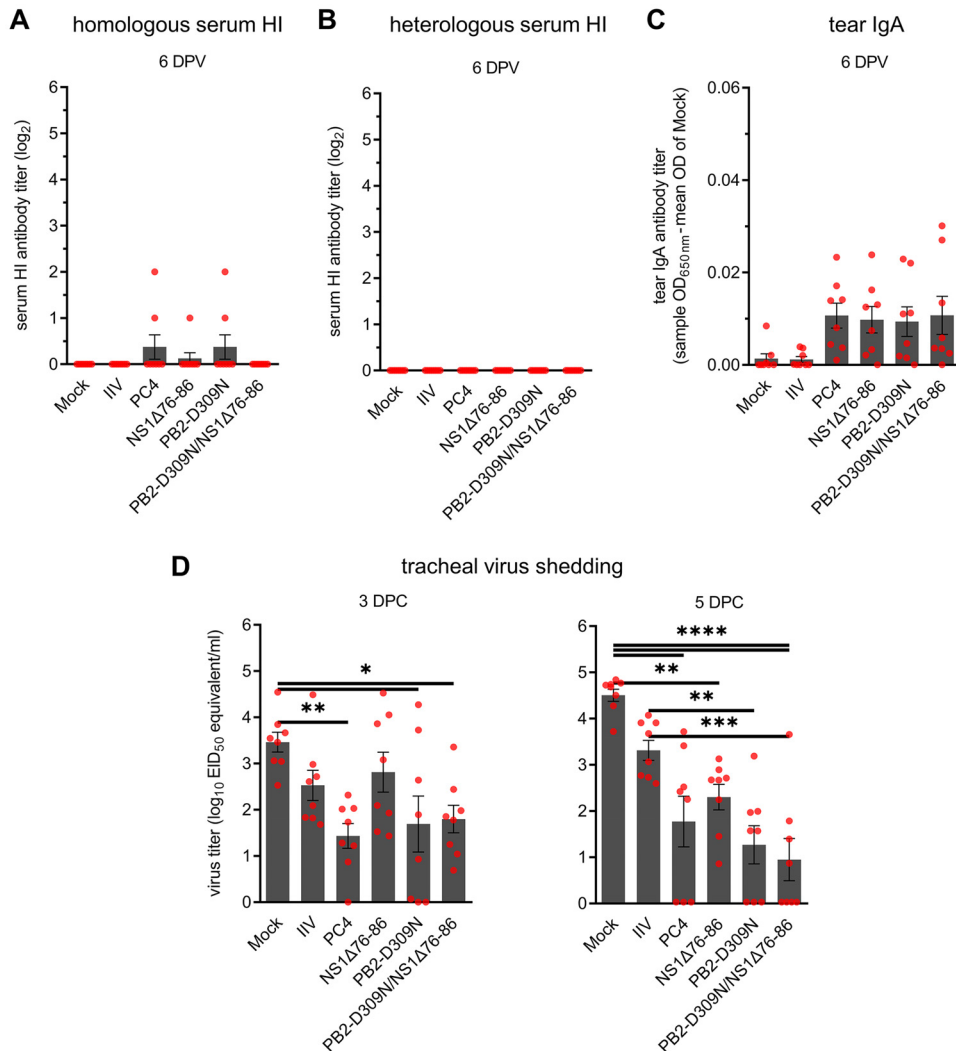 A homologous serum HI
6 DPV
serum HI antibody titer (log2)
6
5
4
3
2
1
0
Mock
IIV
PC4
NS1Δ76-86
PB2-D309N
PB2-D309N/NS1Δ76-86
B heterologous serum HI
6 DPV
serum HI antibody titer (log2)
6
5
4
3
2
1
0
Mock
IIV
PC4
NS1Δ76-86
PB2-D309N
PB2-D309N/NS1Δ76-86
C tear IgA
6 DPV
tear IgA antibody titer
(sample OD650nm-mean OD of Mock)
0.06
0.04
0.02
0.00
Mock
IIV
PC4
NS1Δ76-86
PB2-D309N
PB2-D309N/NS1Δ76-86
D tracheal virus shedding
3 DPC
virus titer (log10 EID50 equivalent/ml)
6
5
4
3
2
1
0
*
**
Mock
IIV
PC4
NS1Δ76-86
PB2-D309N
PB2-D309N/NS1Δ76-86
5 DPC
6
5
4
3
2
1
0
****
**
**
***
Mock
IIV
PC4
NS1Δ76-86
PB2-D309N
PB2-D309N/NS1Δ76-86